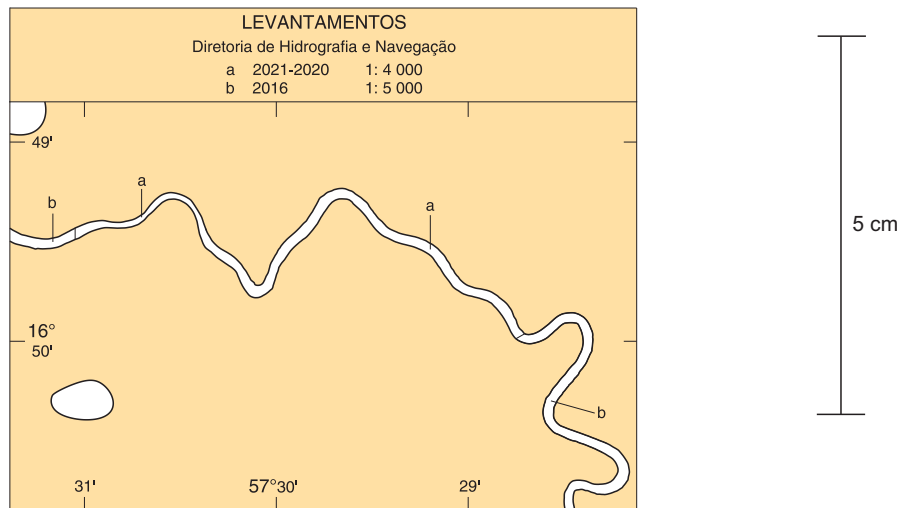 LEVANTAMENTOS
Diretoria de Hidrografia e Navegação
a 2021-2020 1: 4 000
b 2016 1: 5 000
49'
a
b
a
5 cm
16°
50'
b
31' 57°30' 29'